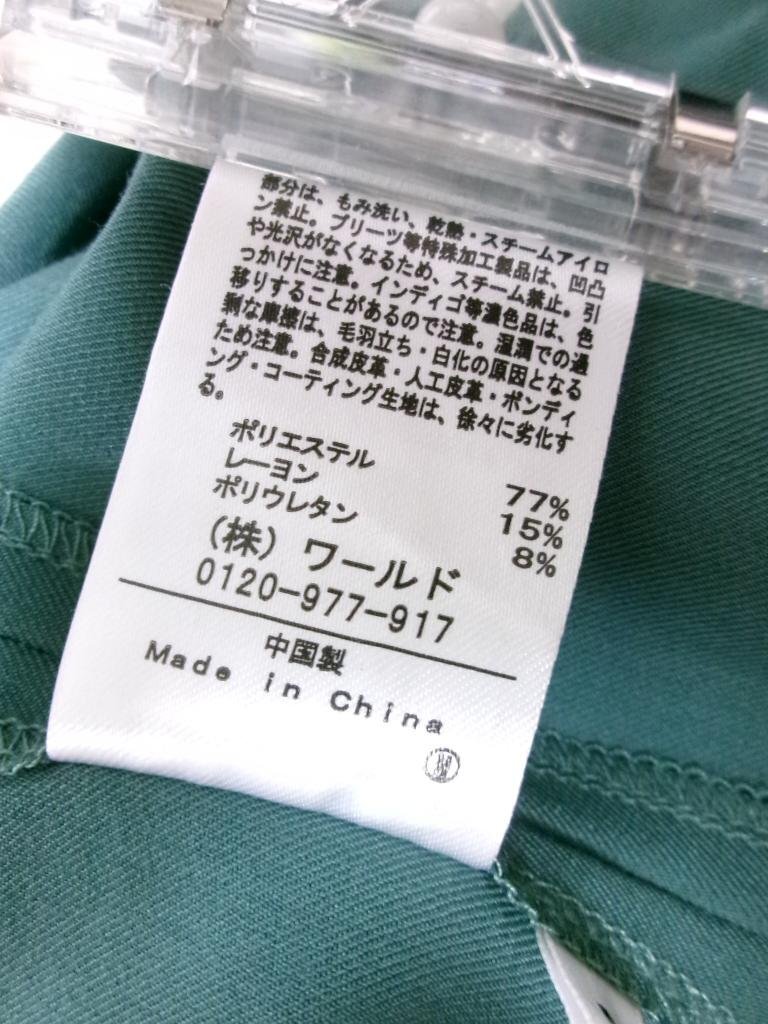 部分は、もみ洗い、乾熱・スチームアイロ
ン禁止。プリーツ等特殊加工製品は、凹凸
や光沢がなくなるため、スチーム禁止。引
っかけに注意。インディゴ等濃色品は、色
移りすることがあるので注意。湿潤での過
剰な摩擦は、毛羽立ち・白化の原因となる
ため注意。合成皮革・人工皮革・ボンディ
ング・コーティング生地は、徐々に劣化す
る。
ポリエステル 77%
レーヨン 15%
ポリウレタン 8%
(株) ワールド
0120-977-917
中国製
Made in China